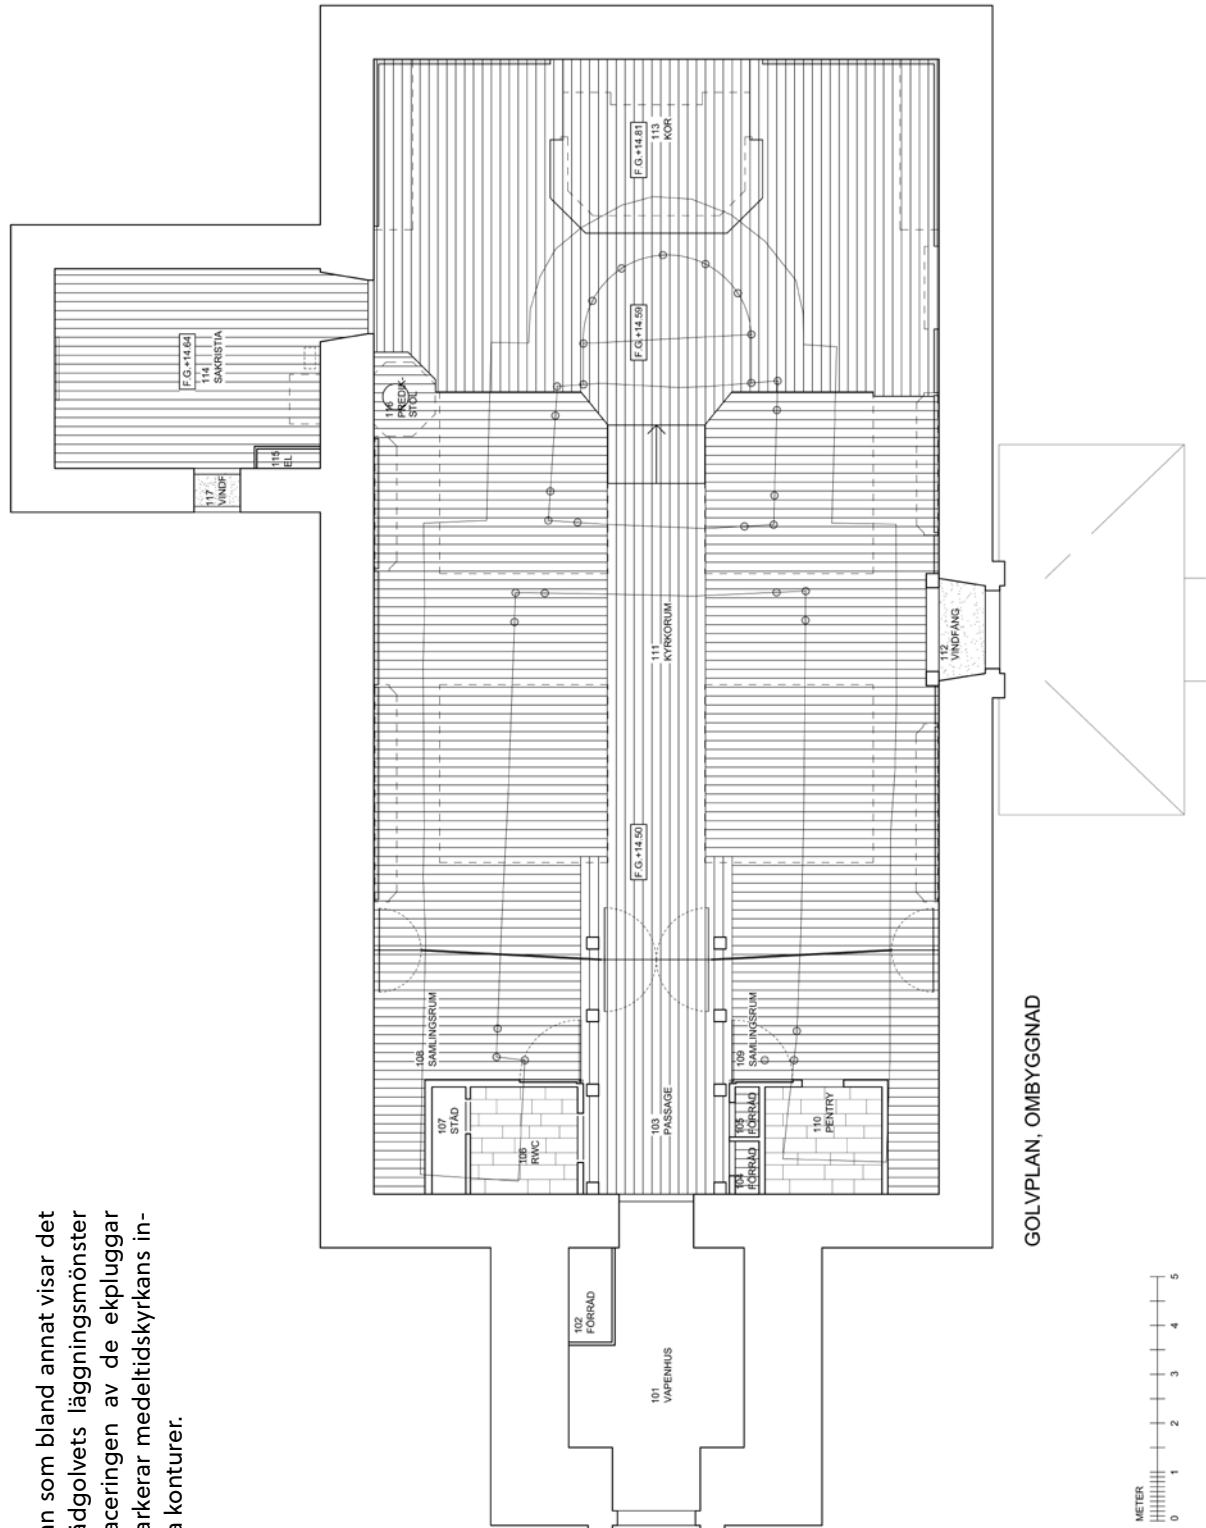 an som bland annat visar det
ädgolvets läggningsmönster
aceringen av de ekpluggar
arkerar medeltidskyrkans in-
a konturer.
F.G.+14.81
113
KOR
F.G.+14.64
114
SAKRISTIA
F.G.+14.59
116
PREDIK-
STOL
115
EL
117
VINDF
111
KYRKORUM
112
VINDFÅNG
F.G.+14.50
108
SAMLINGSRUM
109
SAMLINGSRUM
107
STÄD
106
RWC
103
PASSAGE
105
FÖRRÅD
104
FÖRRÅD
110
PENTRY
102
FÖRRÅD
101
VAPENHUS
GOLVPLAN, OMBYGGNAD
METER
0 1 2 3 4 5